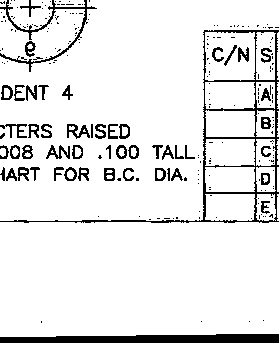 DENT 4
CTERS RAISED
008 AND .100 TALL
HART FOR B.C. DIA.
C/N S
A
B
C
D
E